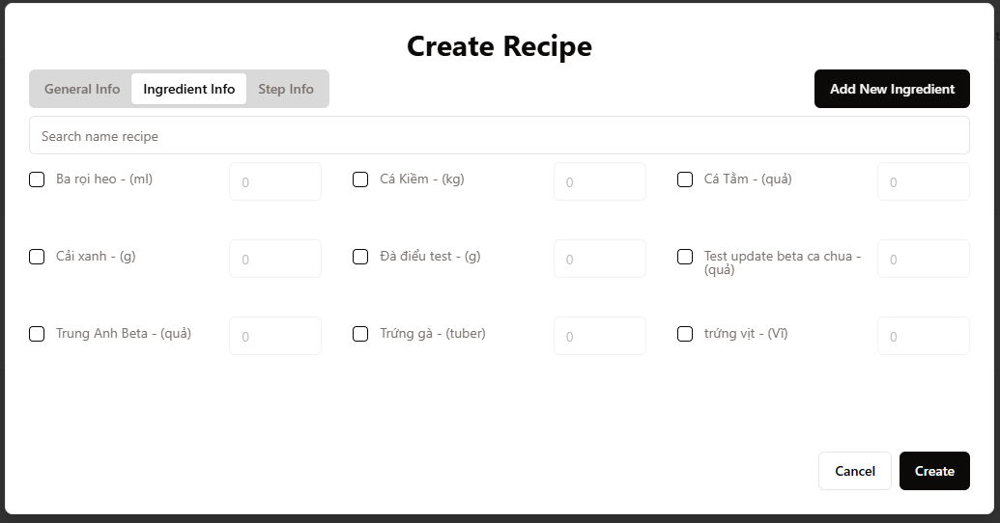 Create Recipe
General Info Ingredient Info Step Info Add New Ingredient
Search name recipe
Ba rọi heo - (ml) 0 Cá Kiềm - (kg) 0 Cá Tằm - (quả) 0
Cải xanh - (g) 0 Đà điểu test - (g) 0 Test update beta ca chua - 0
(quả)
Trung Anh Beta - (quả) 0 Trứng gà - (tuber) 0 trứng vịt - (Vĩ) 0
Cancel Create